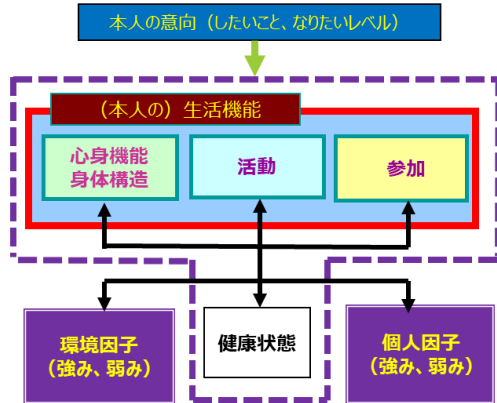 本人の意向（したいこと、なりたいレベル）
（本人の）生活機能
心身機能
身体構造
活動
参加
環境因子
（強み、弱み）
健康状態
個人因子
（強み、弱み）